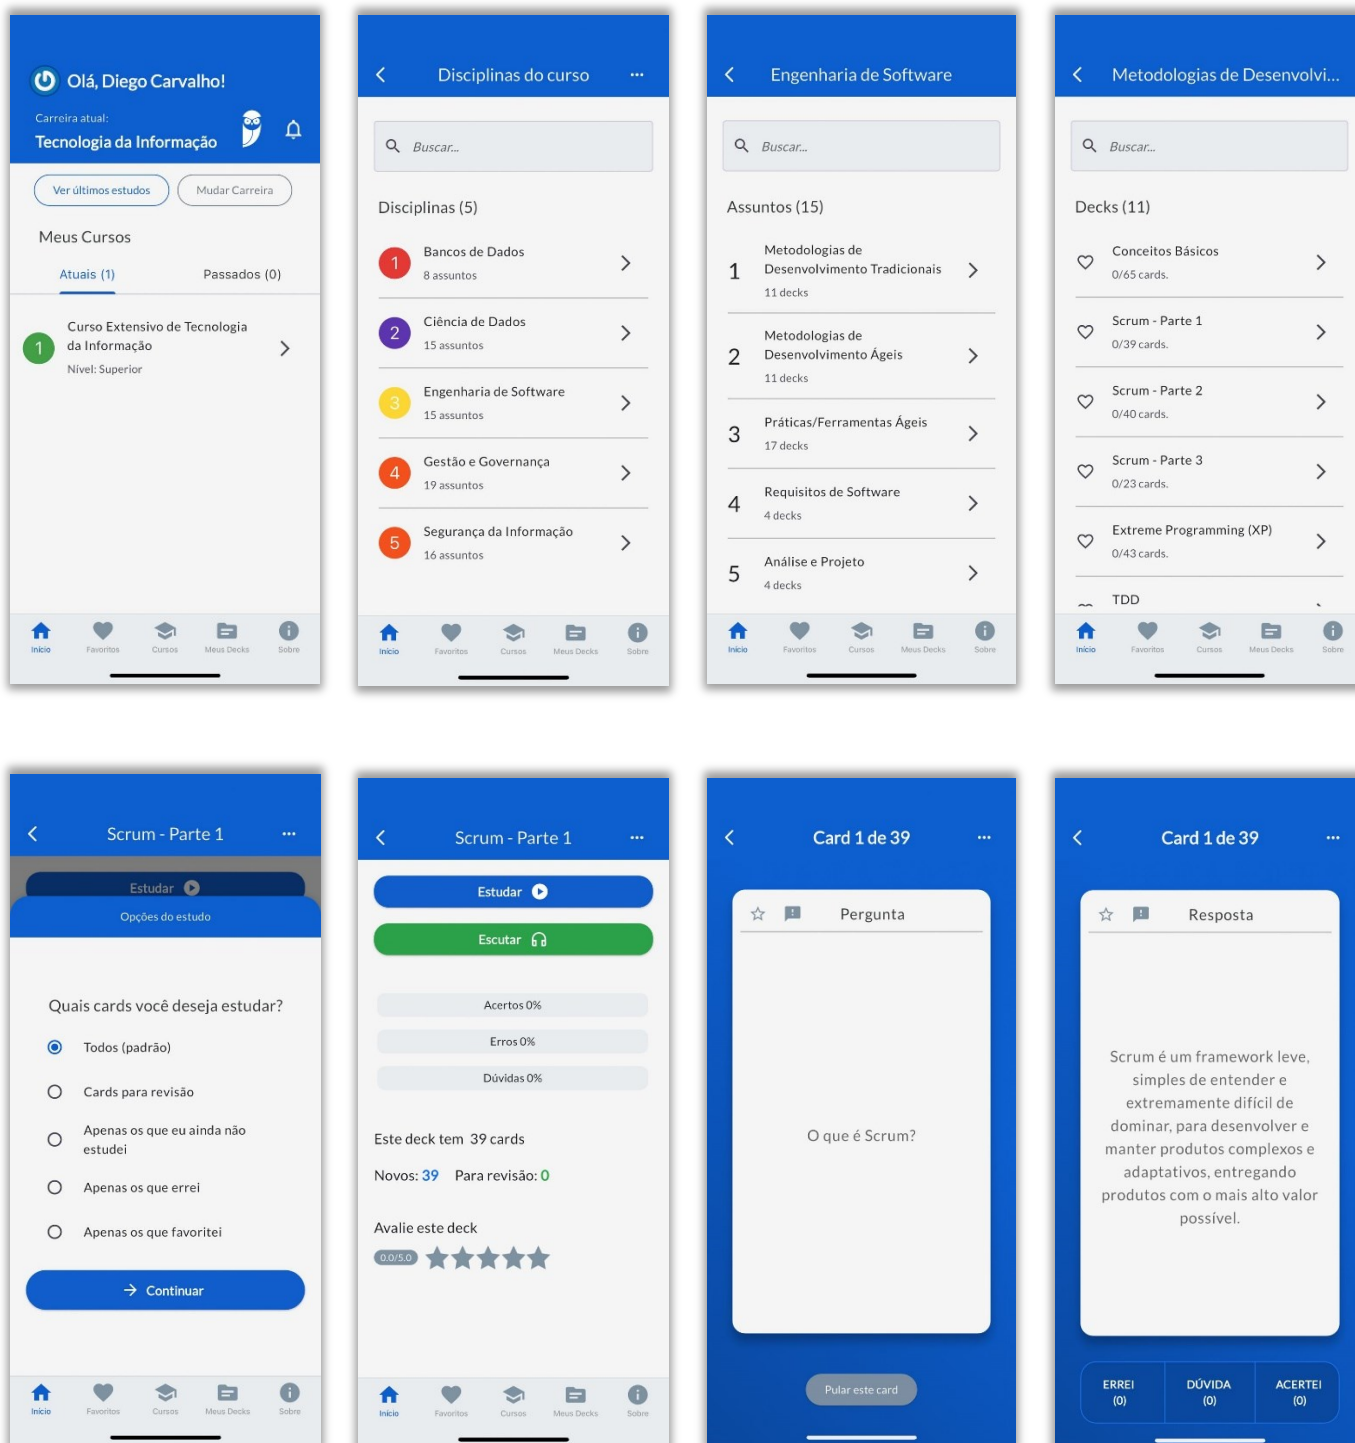 Olá, Diego Carvalho!
Carreira atual:
Tecnologia da Informação
Ver últimos estudos
Mudar Carreira
Meus Cursos
Atuais (1)
Passados (0)
1
Curso Extensivo de Tecnologia
da Informação
Nível: Superior
Início
Favoritos
Cursos
Meus Decks
Sobre
Disciplinas do curso
Buscar...
Disciplinas (5)
1
Bancos de Dados
8 assuntos
2
Ciência de Dados
15 assuntos
3
Engenharia de Software
15 assuntos
4
Gestão e Governança
19 assuntos
5
Segurança da Informação
16 assuntos
Início
Favoritos
Cursos
Meus Decks
Sobre
Engenharia de Software
Buscar...
Assuntos (15)
1
Metodologias de
Desenvolvimento Tradicionais
11 decks
2
Metodologias de
Desenvolvimento Ágeis
11 decks
3
Práticas/Ferramentas Ágeis
17 decks
4
Requisitos de Software
4 decks
5
Análise e Projeto
4 decks
Início
Favoritos
Cursos
Meus Decks
Sobre
Metodologias de Desenvolvi...
Buscar...
Decks (11)
Conceitos Básicos
0/65 cards.
Scrum - Parte 1
0/39 cards.
Scrum - Parte 2
0/40 cards.
Scrum - Parte 3
0/23 cards.
Extreme Programming (XP)
0/43 cards.
TDD
Início
Favoritos
Cursos
Meus Decks
Sobre
Scrum - Parte 1
Estudar
Opções do estudo
Quais cards você deseja estudar?
Todos (padrão)
Cards para revisão
Apenas os que eu ainda não
estudei
Apenas os que errei
Apenas os que favoritei
Continuar
Início
Favoritos
Cursos
Meus Decks
Sobre
Scrum - Parte 1
Estudar
Escutar
Acertos 0%
Erros 0%
Dúvidas 0%
Este deck tem 39 cards
Novos: 39 Para revisão: 0
Avalie este deck
0.0/5.0
Início
Favoritos
Cursos
Meus Decks
Sobre
Card 1 de 39
Pergunta
O que é Scrum?
Pular este card
Card 1 de 39
Resposta
Scrum é um framework leve,
simples de entender e
extremamente difícil de
dominar, para desenvolver e
manter produtos complexos e
adaptativos, entregando
produtos com o mais alto valor
possível.
ERREI
(0)
DÚVIDA
(0)
ACERTEI
(0)